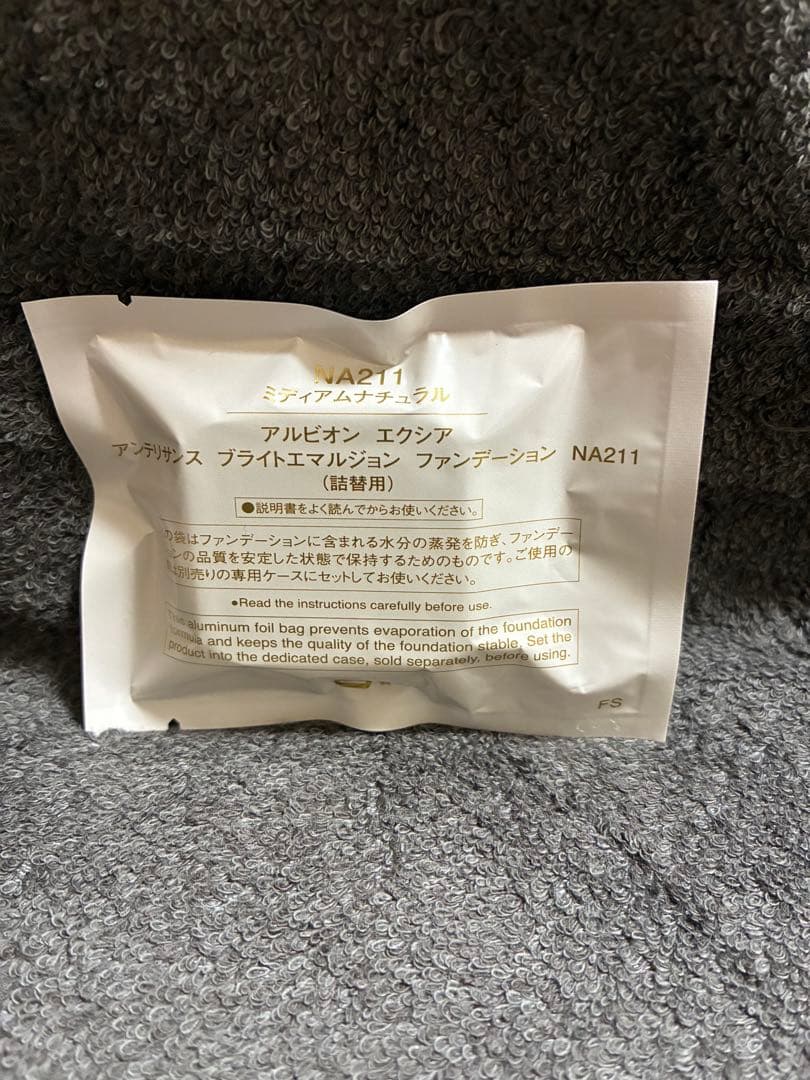 NA211
ミディアムナチュラル
アルビオン エクシア
アンテリサンス ブライトエマルジョン ファンデーション NA211
(詰替用)
●説明書をよく読んでからお使いください。
の袋はファンデーションに含まれる水分の蒸発を防ぎ、ファンデー
ンの品質を安定した状態で保持するためのものです。ご使用の
は別売りの専用ケースにセットしてお使いください。
●Read the instructions carefully before use.
This aluminum foil bag prevents evaporation of the foundation
formula and keeps the quality of the foundation stable. Set the
product into the dedicated case, sold separately, before using.
FS